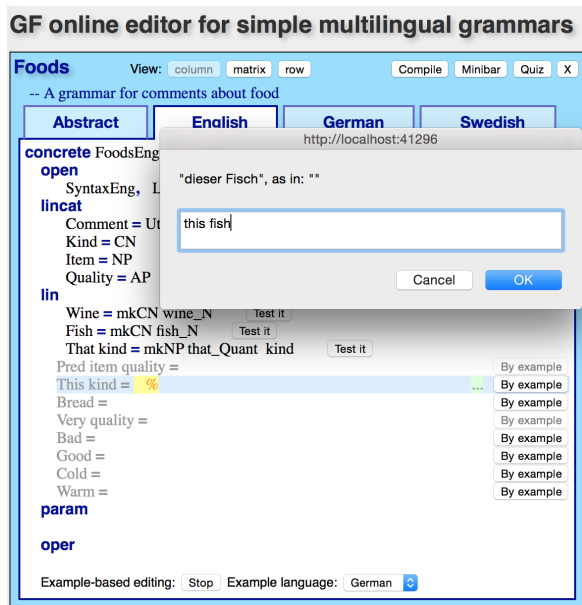 GF online editor for simple multilingual grammars
Foods View: column matrix row Compile Minibar Quiz X
-- A grammar for comments about food
Abstract English German Swedish
http://localhost:41296
"dieser Fisch", as in: ""
this fish
Cancel OK
concrete FoodsEng
open
SyntaxEng, L
lincat
Comment = Ut
Kind = CN
Item = NP
Quality = AP
lin
Wine = mkCN wine_N Test it
Fish = mkCN fish_N Test it
That kind = mkNP that_Quant kind Test it
Pred item quality = By example
This kind = % ... By example
Bread = By example
Very quality = By example
Bad = By example
Good = By example
Cold = By example
Warm = By example
param
oper
Example-based editing: Stop Example language: German